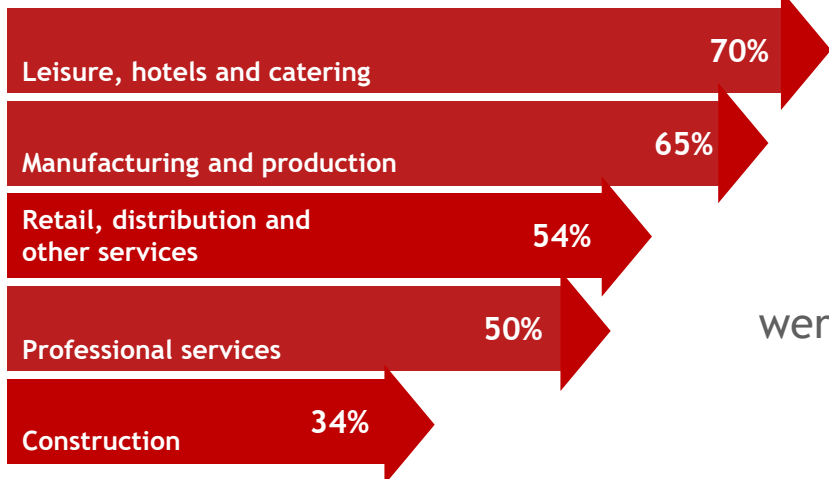 70%
Leisure, hotels and catering
65%
Manufacturing and production
Retail, distribution and
other services
54%
50%
Professional services
34%
Construction